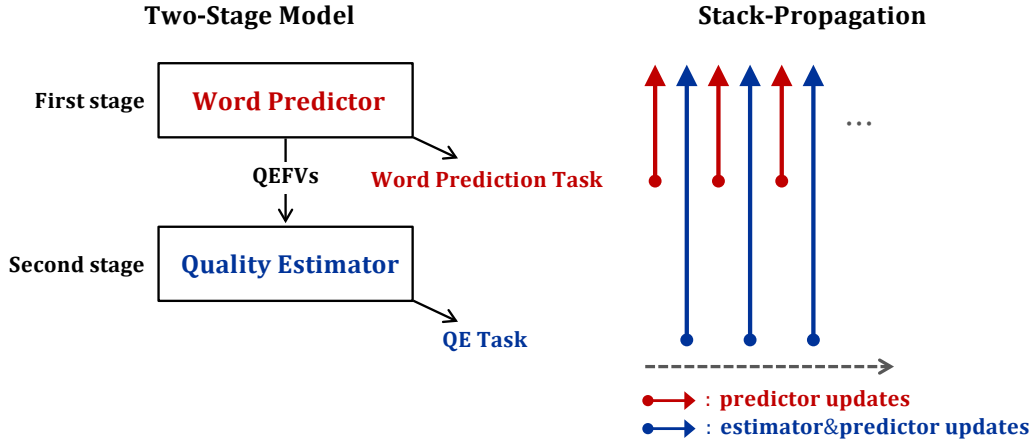 Two-Stage Model
Stack-Propagation
First stage
Word Predictor
QEFVs
Word Prediction Task
...
Second stage
Quality Estimator
QE Task
: predictor updates
: estimator&predictor updates